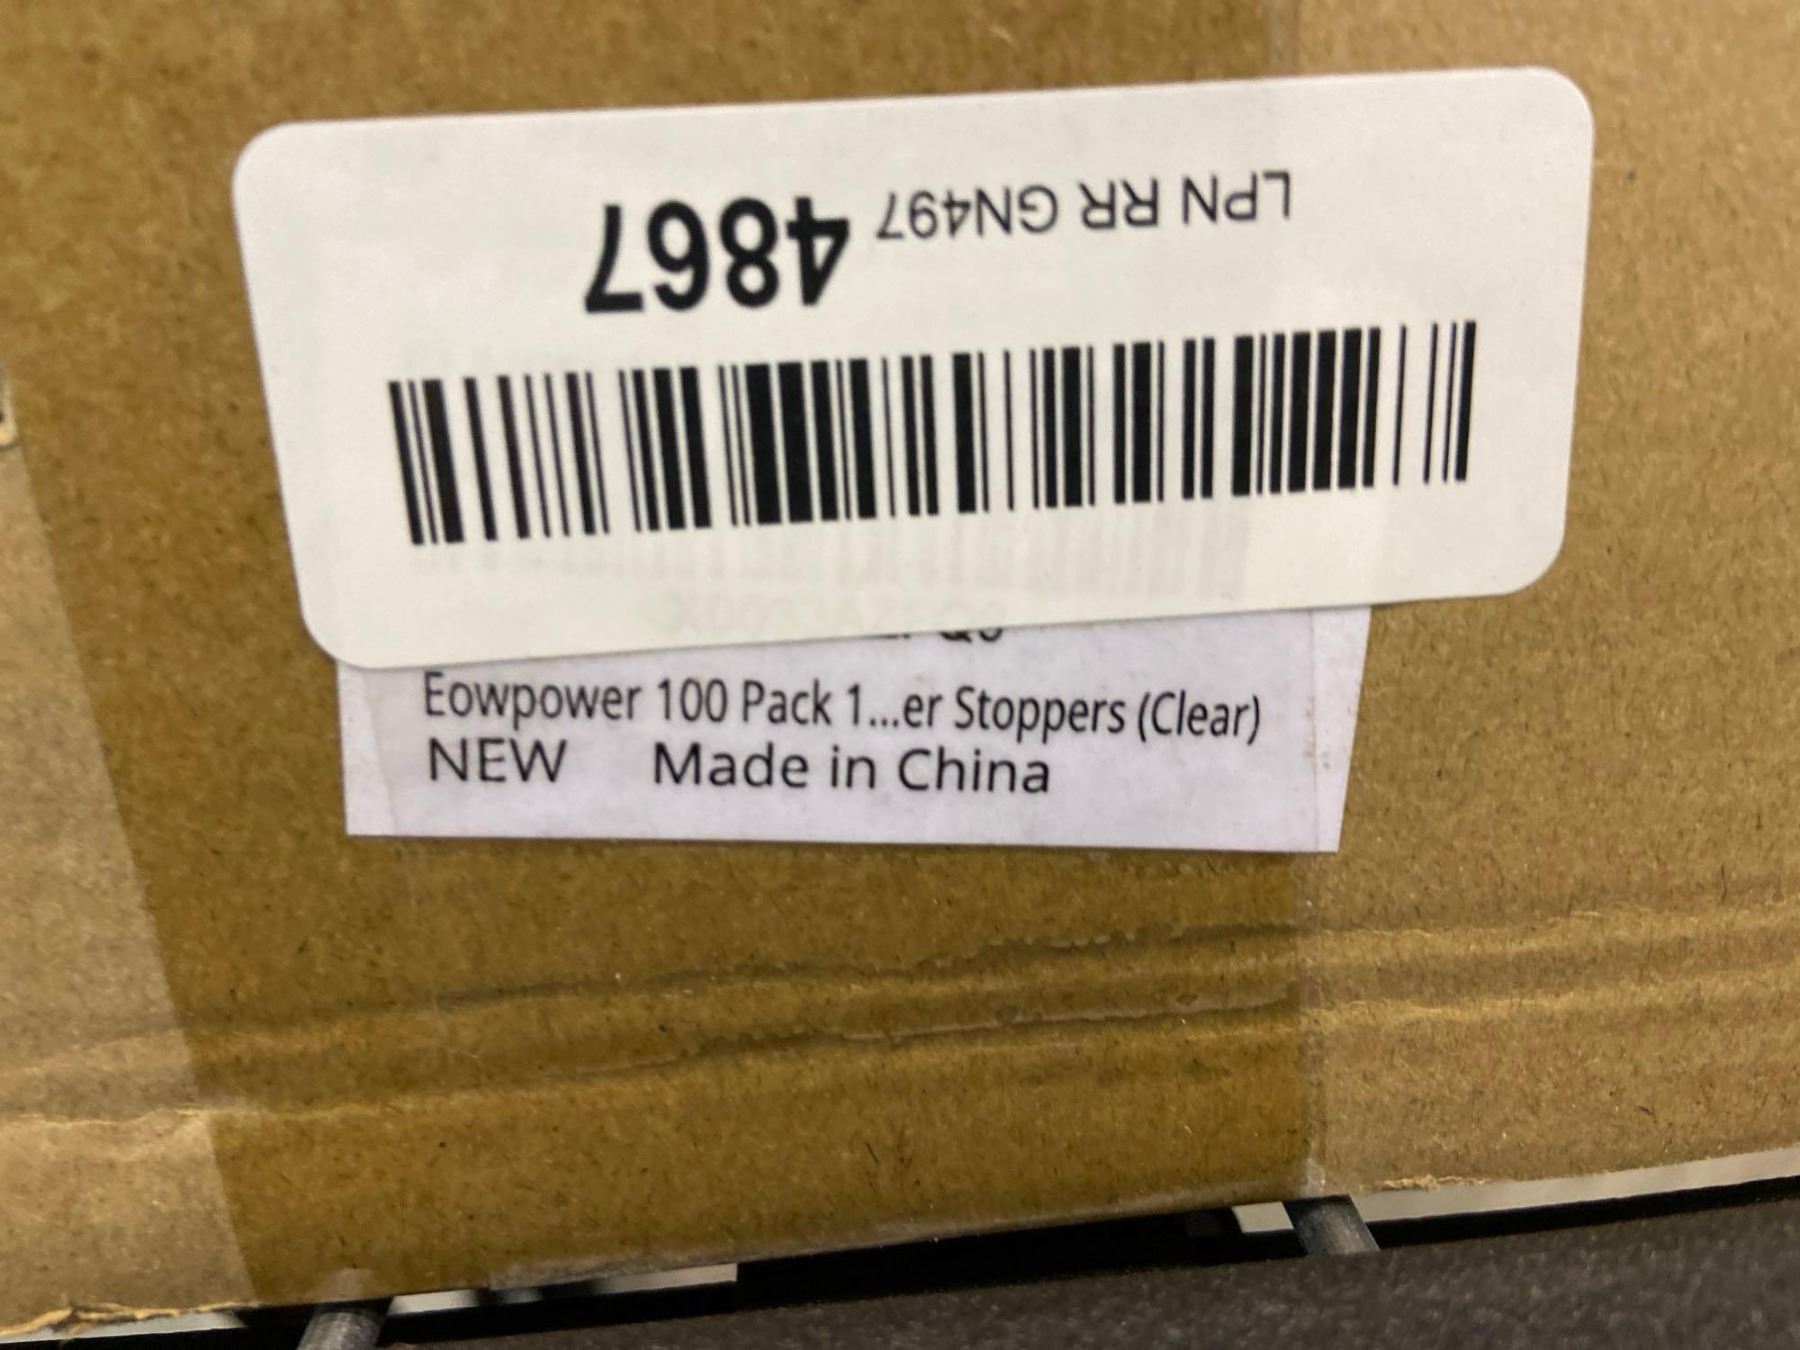 LPN RR GN497 4867
Eowpower 100 Pack 1...er Stoppers (Clear)
NEW Made in China